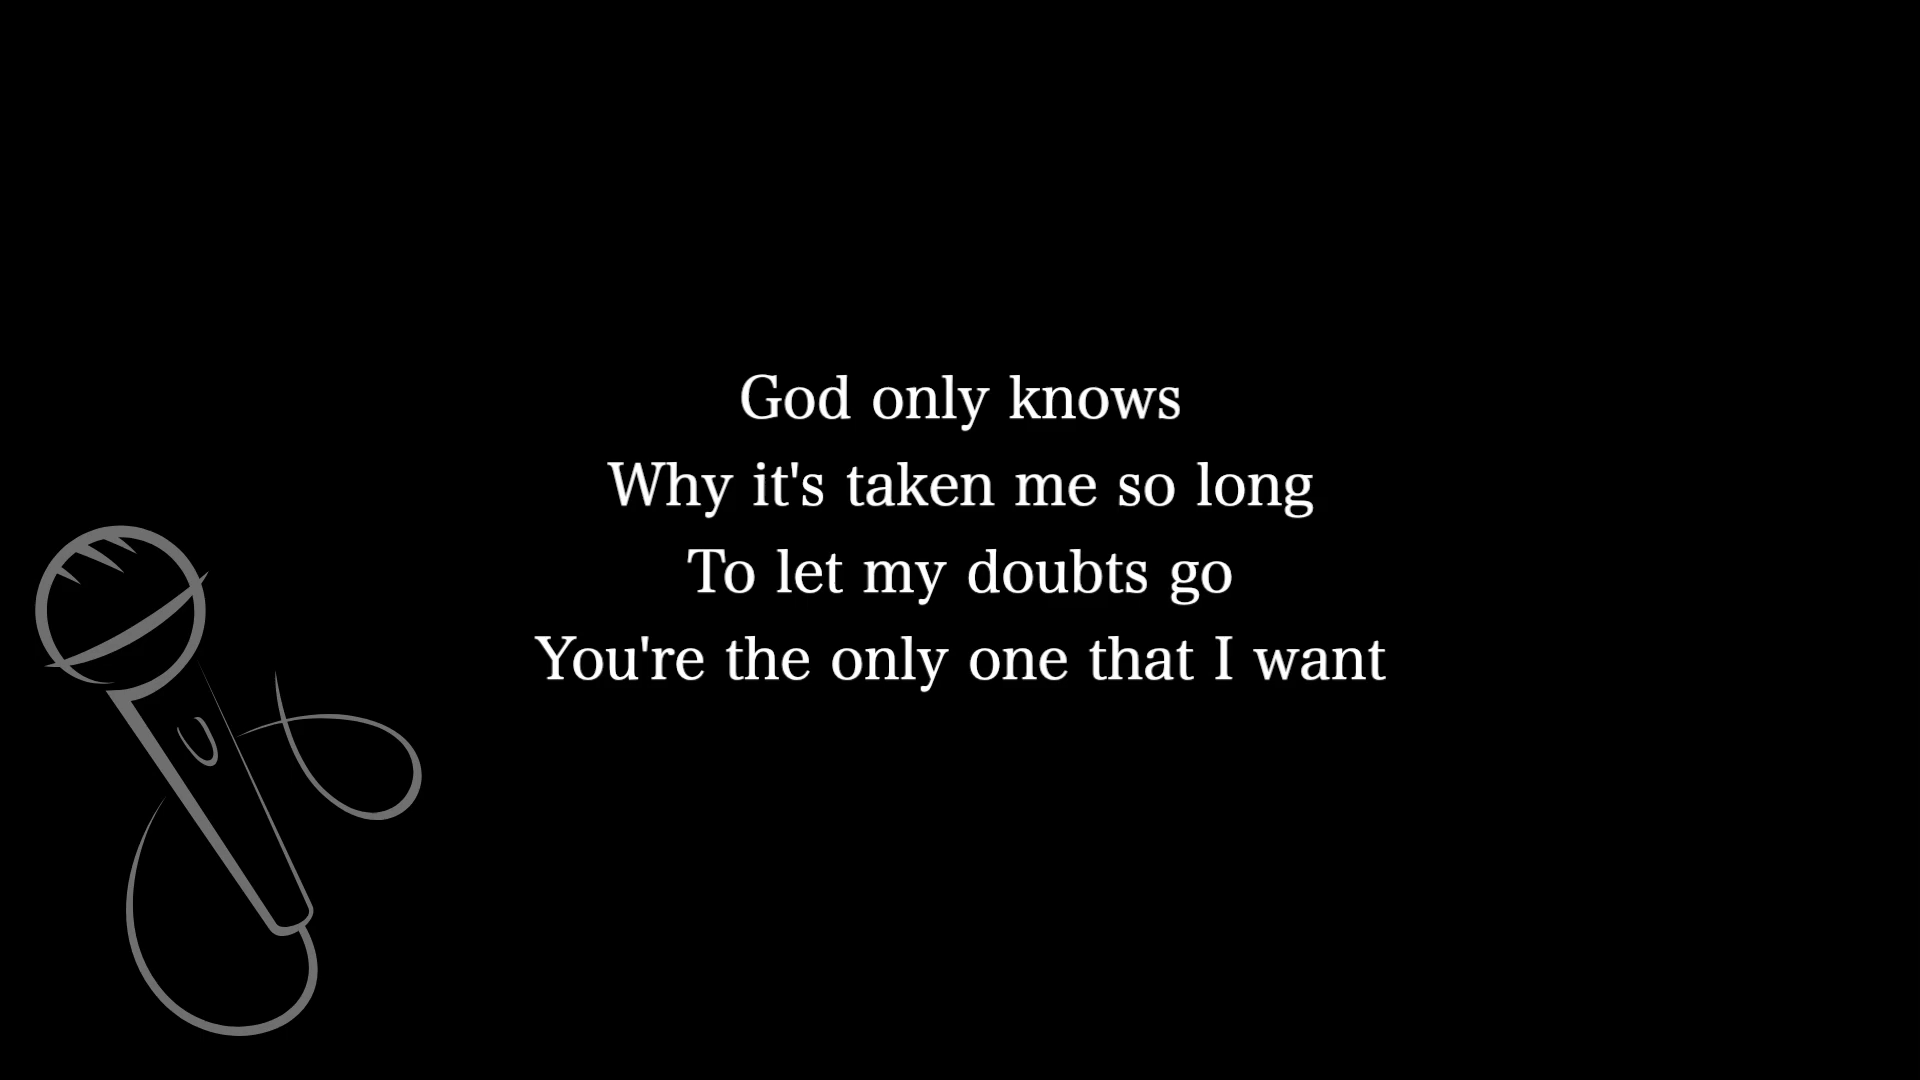 God only knows
Why it's taken me so long
To let my doubts go
You're the only one that I want